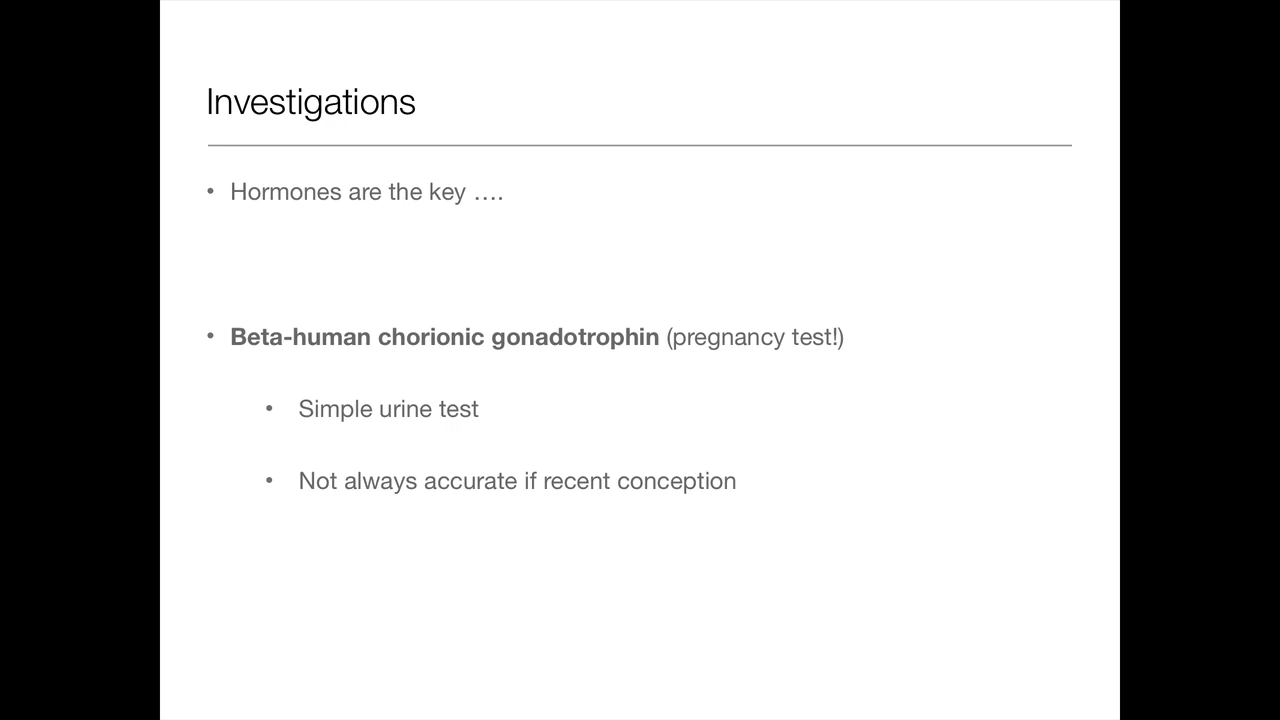 Investigations
• Hormones are the key ....
• Beta-human chorionic gonadotrophin (pregnancy test!)
• Simple urine test
• Not always accurate if recent conception